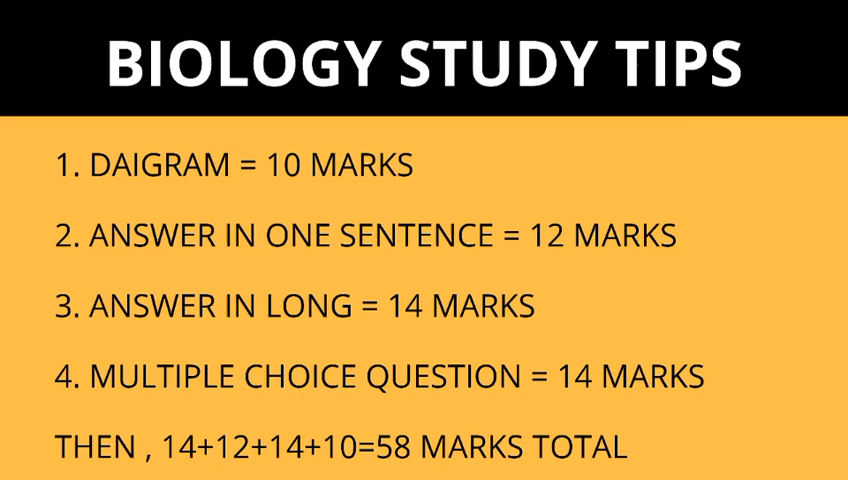 BIOLOGY STUDY TIPS
1. DAIGRAM = 10 MARKS
2. ANSWER IN ONE SENTENCE = 12 MARKS
3. ANSWER IN LONG = 14 MARKS
4. MULTIPLE CHOICE QUESTION = 14 MARKS
THEN , 14+12+14+10=58 MARKS TOTAL